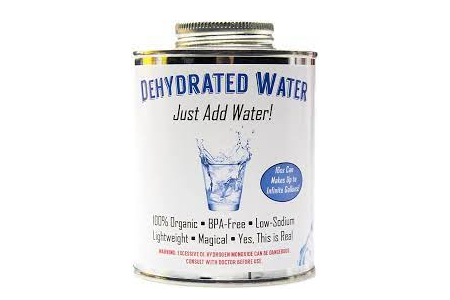 DEHYDRATED WATER
Just Add Water!
16oz Can
Makes Up to
Infinite Gallons!
100% Organic • BPA-Free • Low-Sodium
Lightweight • Magical • Yes, This is Real
WARNING: EXCESSIVE DI-HYDROGEN MONOXIDE CAN BE DANGEROUS.
CONSULT WITH DOCTOR BEFORE USE.